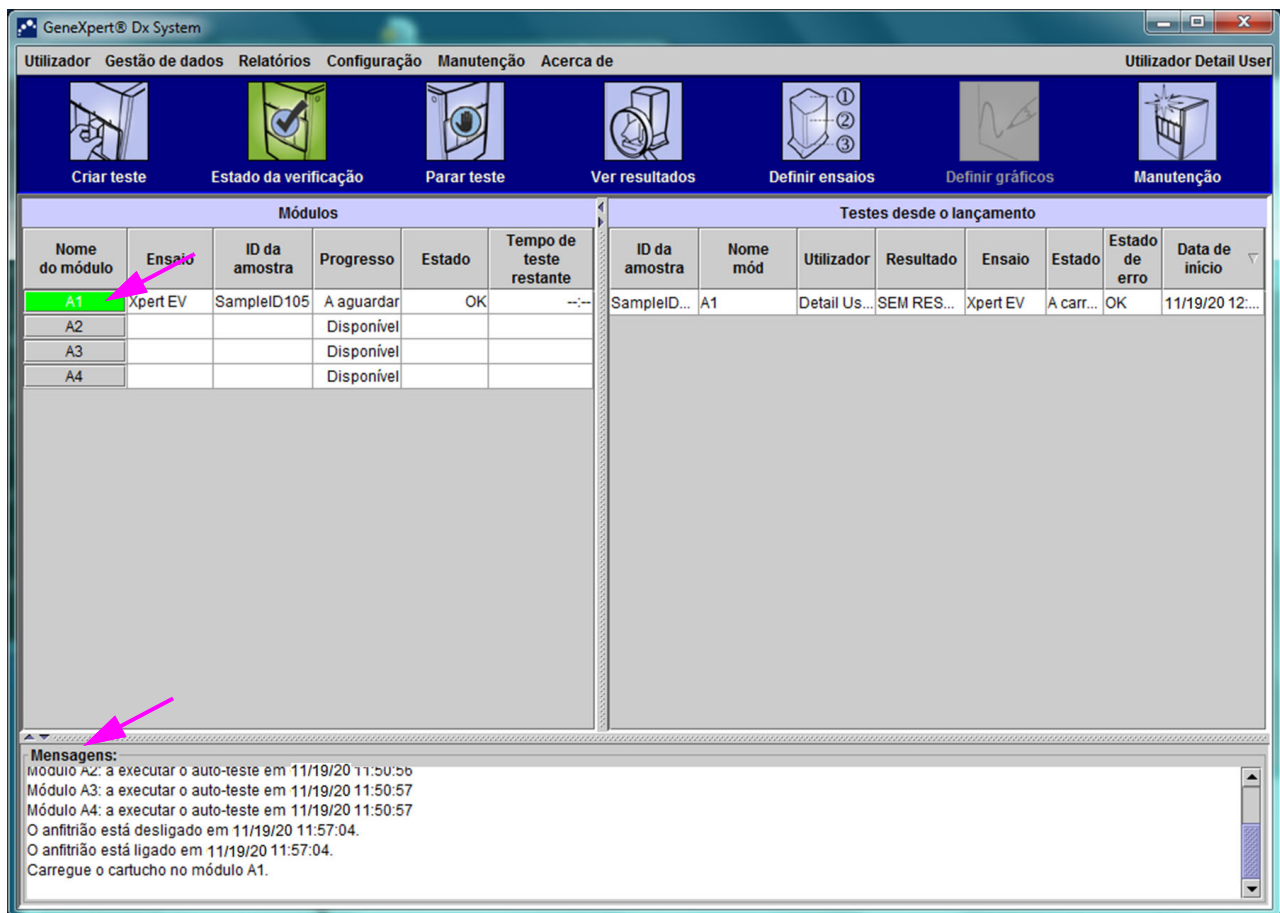 GeneXpert® Dx System
Utilizador Gestão de dados Relatórios Configuração Manutenção Acerca de Utilizador Detail User
① ② ③
Criar teste Estado da verificação Parar teste Ver resultados Definir ensaios Definir gráficos Manutenção
Módulos
Nome do módulo Ensaio ID da amostra Progresso Estado Tempo de teste restante
A1 Xpert EV SampleID105 A aguardar OK --:--
A2 Disponível
A3 Disponível
A4 Disponível
Testes desde o lançamento
ID da amostra Nome mód Utilizador Resultado Ensaio Estado Estado de erro Data de início
SampleID... A1 Detail Us... SEM RES... Xpert EV A carr... OK 11/19/20 12:...
Mensagens:
Módulo A2: a executar o auto-teste em 11/19/20 11:50:56
Módulo A3: a executar o auto-teste em 11/19/20 11:50:57
Módulo A4: a executar o auto-teste em 11/19/20 11:50:57
O anfitrião está desligado em 11/19/20 11:57:04.
O anfitrião está ligado em 11/19/20 11:57:04.
Carregue o cartucho no módulo A1.